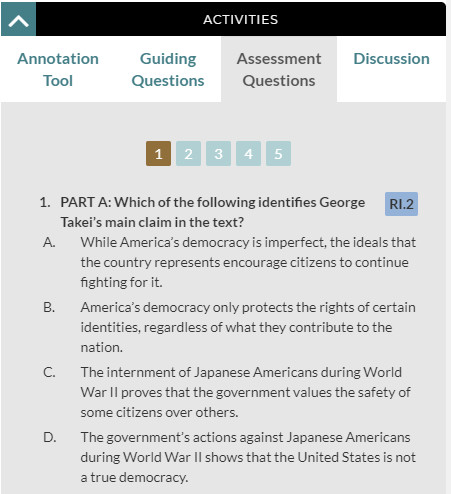 ACTIVITIES
Annotation Tool
Guiding Questions
Assessment Questions
Discussion
1 2 3 4 5
1. PART A: Which of the following identifies George RI.2
Takei's main claim in the text?
A. While America's democracy is imperfect, the ideals that
the country represents encourage citizens to continue
fighting for it.
B. America's democracy only protects the rights of certain
identities, regardless of what they contribute to the
nation.
C. The internment of Japanese Americans during World
War II proves that the government values the safety of
some citizens over others.
D. The government's actions against Japanese Americans
during World War II shows that the United States is not
a true democracy.